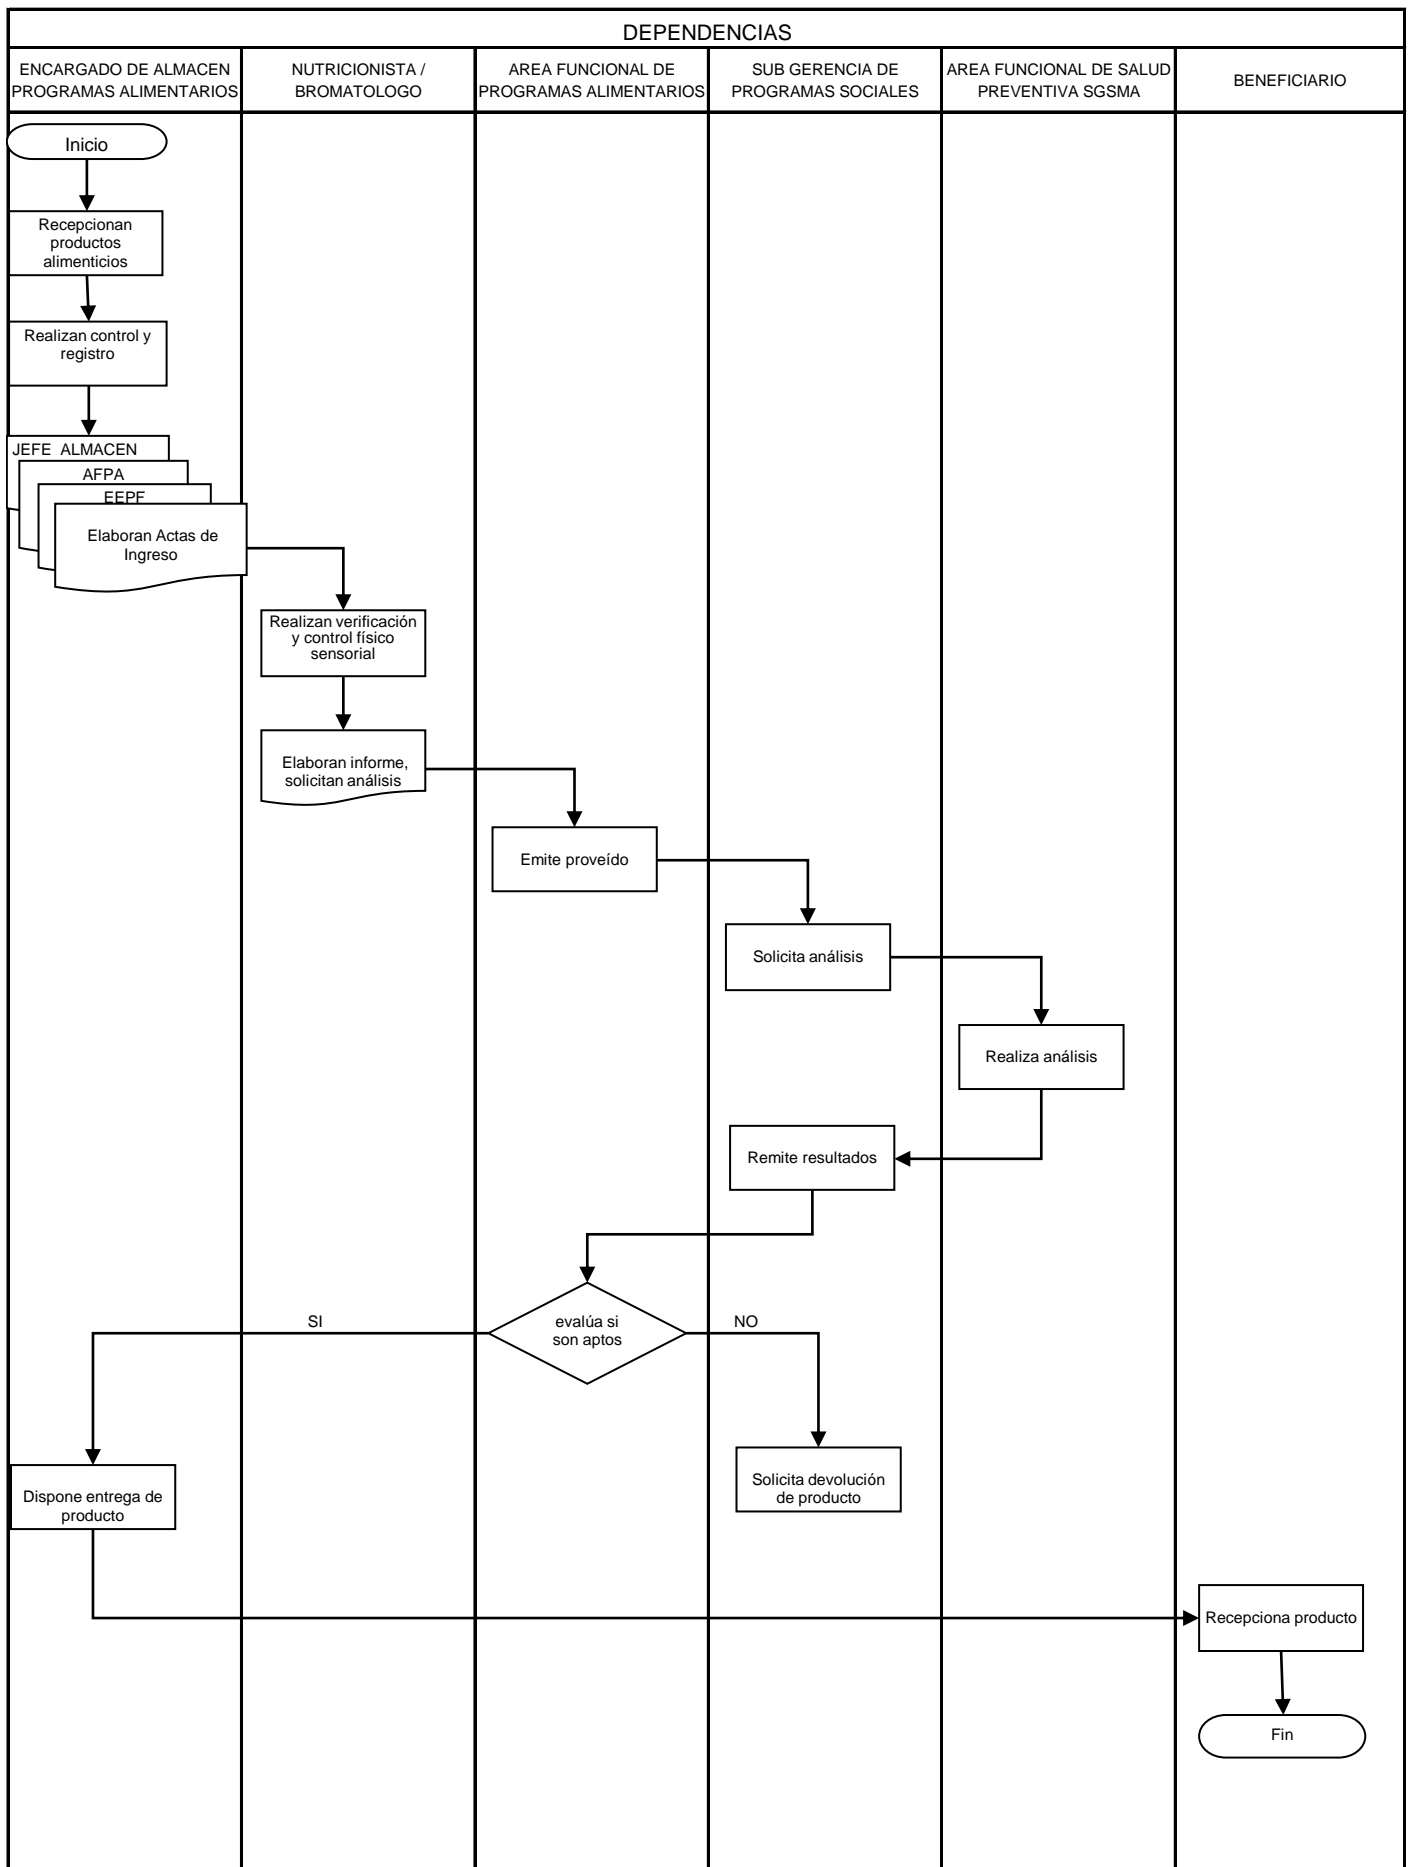 DEPENDENCIAS
ENCARGADO DE ALMACEN
PROGRAMAS ALIMENTARIOS
NUTRICIONISTA /
BROMATOLOGO
AREA FUNCIONAL DE
PROGRAMAS ALIMENTARIOS
SUB GERENCIA DE
PROGRAMAS SOCIALES
AREA FUNCIONAL DE SALUD
PREVENTIVA SGSMA
BENEFICIARIO
Inicio
Recepcionan
productos
alimenticios
Realizan control y
registro
JEFE ALMACEN
AFPA
EEPF
Elaboran Actas de
Ingreso
Realizan verificación
y control físico
sensorial
Elaboran informe,
solicitan análisis
Emite proveído
Solicita análisis
Realiza análisis
Remite resultados
evalúa si
son aptos
SI
NO
Solicita devolución
de producto
Dispone entrega de
producto
Recepciona producto
Fin